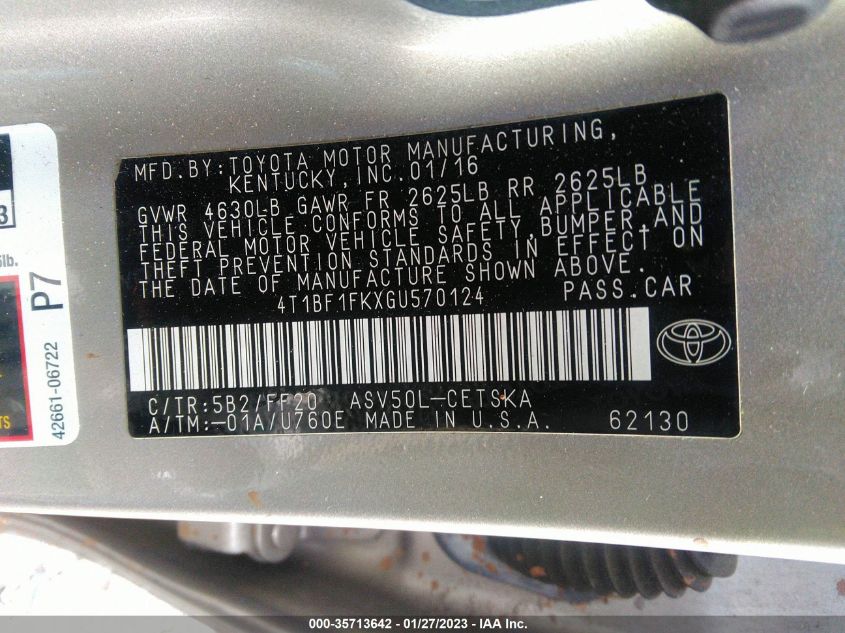 MFD.BY:TOYOTA MOTOR MANUFACTURING,
KENTUCKY,INC.01/16
GVWR 4630LB GAWR FR 2625LB RR 2625LB
THIS VEHICLE CONFORMS TO ALL APPLICABLE
FEDERAL MOTOR VEHICLE SAFETY,BUMPER,AND
THEFT PREVENTION STANDARDS IN EFFECT ON
THE DATE OF MANUFACTURE SHOWN ABOVE.
4T1BF1FKXGU570124 PASS.CAR
C/TR:5B2/FF20 ASV50L-CETSKA
A/TM:-01A/U760E MADE IN U.S.A. 62130
3
lb.
P7
42661-06722
TS
000-35713642 - 01/27/2023 - IAA Inc.